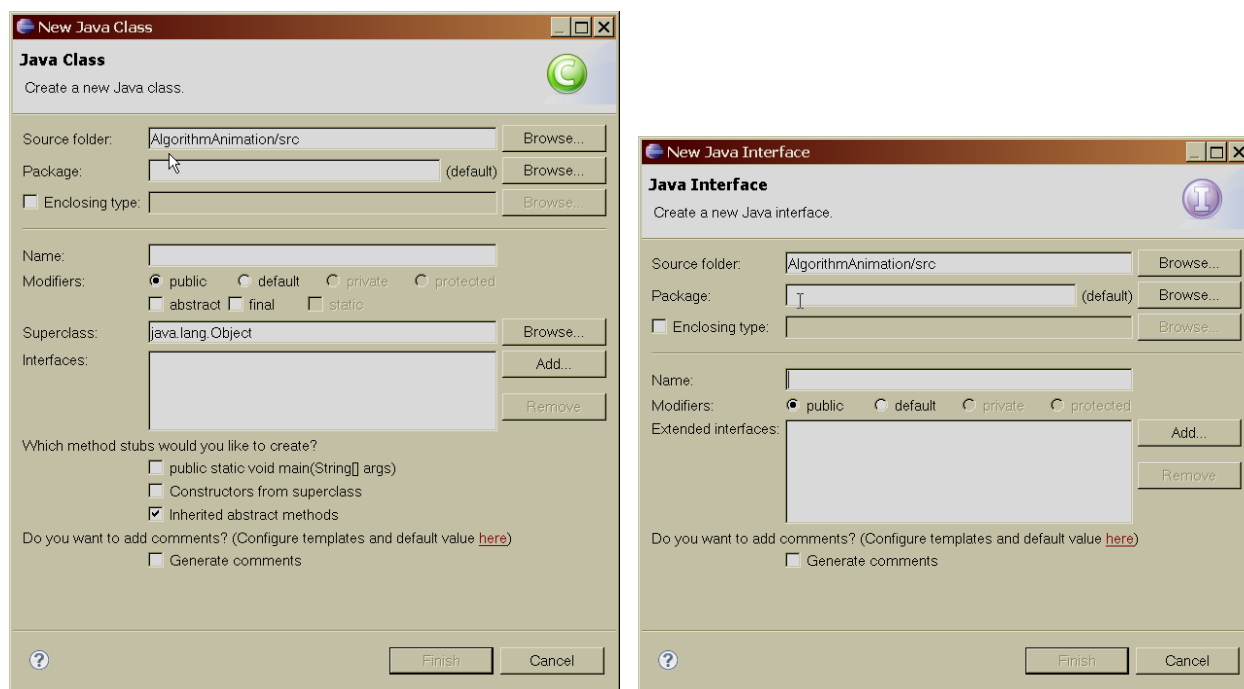 New Java Class
Java Class
Create a new Java class.
Source folder: AlgorithmAnimation/src Browse...
Package: (default) Browse...
Enclosing type: Browse...
Name:
Modifiers: public default private protected
abstract final static
Superclass: java.lang.Object Browse...
Interfaces: Add...
Remove
Which method stubs would you like to create?
public static void main(String[] args)
Constructors from superclass
Inherited abstract methods
Do you want to add comments? (Configure templates and default value here)
Generate comments
? Finish Cancel
New Java Interface
Java Interface
Create a new Java interface.
Source folder: AlgorithmAnimation/src Browse...
Package: (default) Browse...
Enclosing type: Browse...
Name:
Modifiers: public default private protected
Extended interfaces: Add...
Remove
Do you want to add comments? (Configure templates and default value here)
Generate comments
? Finish Cancel